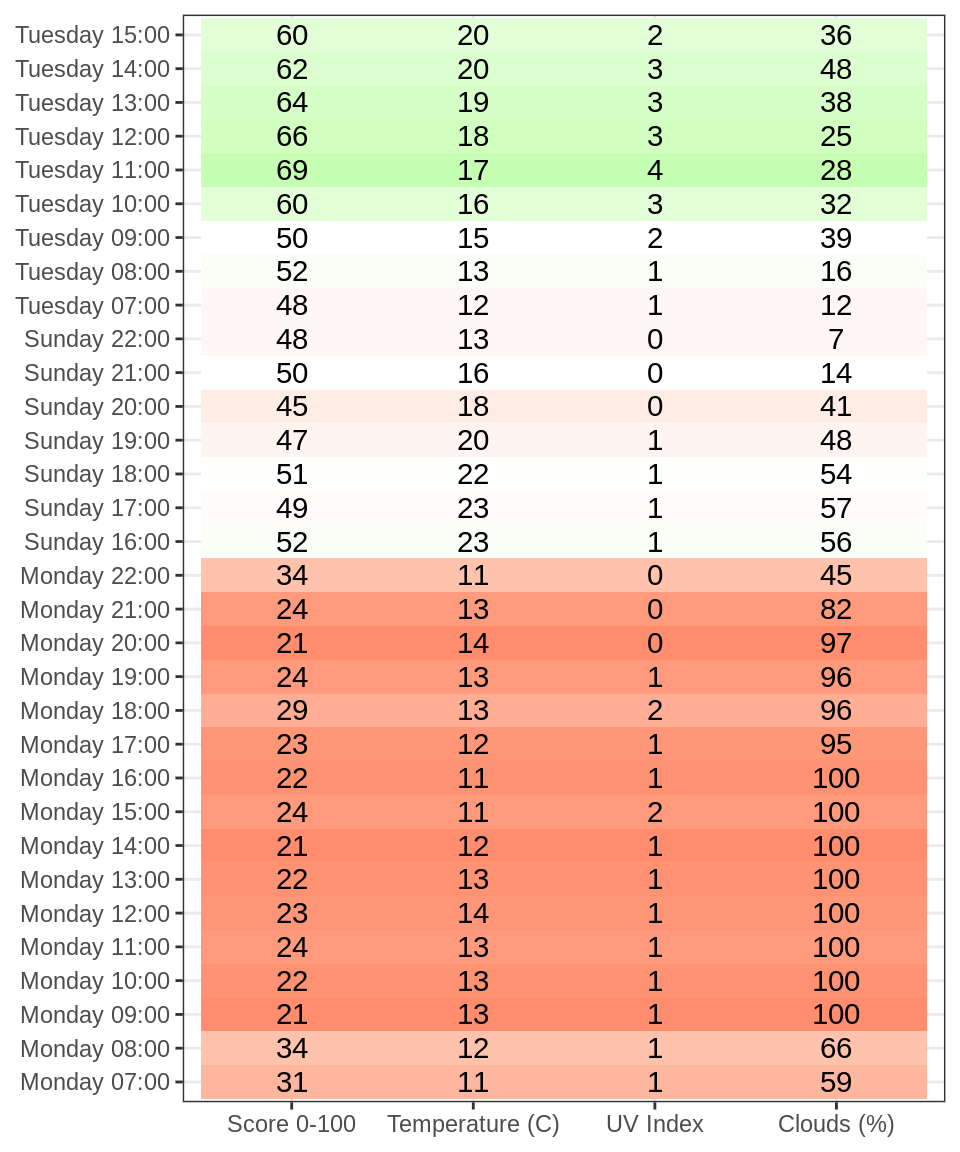 Tuesday 15:00 60 20 2 36
Tuesday 14:00 62 20 3 48
Tuesday 13:00 64 19 3 38
Tuesday 12:00 66 18 3 25
Tuesday 11:00 69 17 4 28
Tuesday 10:00 60 16 3 32
Tuesday 09:00 50 15 2 39
Tuesday 08:00 52 13 1 16
Tuesday 07:00 48 12 1 12
Sunday 22:00 48 13 0 7
Sunday 21:00 50 16 0 14
Sunday 20:00 45 18 0 41
Sunday 19:00 47 20 1 48
Sunday 18:00 51 22 1 54
Sunday 17:00 49 23 1 57
Sunday 16:00 52 23 1 56
Monday 22:00 34 11 0 45
Monday 21:00 24 13 0 82
Monday 20:00 21 14 0 97
Monday 19:00 24 13 1 96
Monday 18:00 29 13 2 96
Monday 17:00 23 12 1 95
Monday 16:00 22 11 1 100
Monday 15:00 24 11 2 100
Monday 14:00 21 12 1 100
Monday 13:00 22 13 1 100
Monday 12:00 23 14 1 100
Monday 11:00 24 13 1 100
Monday 10:00 22 13 1 100
Monday 09:00 21 13 1 100
Monday 08:00 34 12 1 66
Monday 07:00 31 11 1 59
Score 0-100 Temperature (C) UV Index Clouds (%)